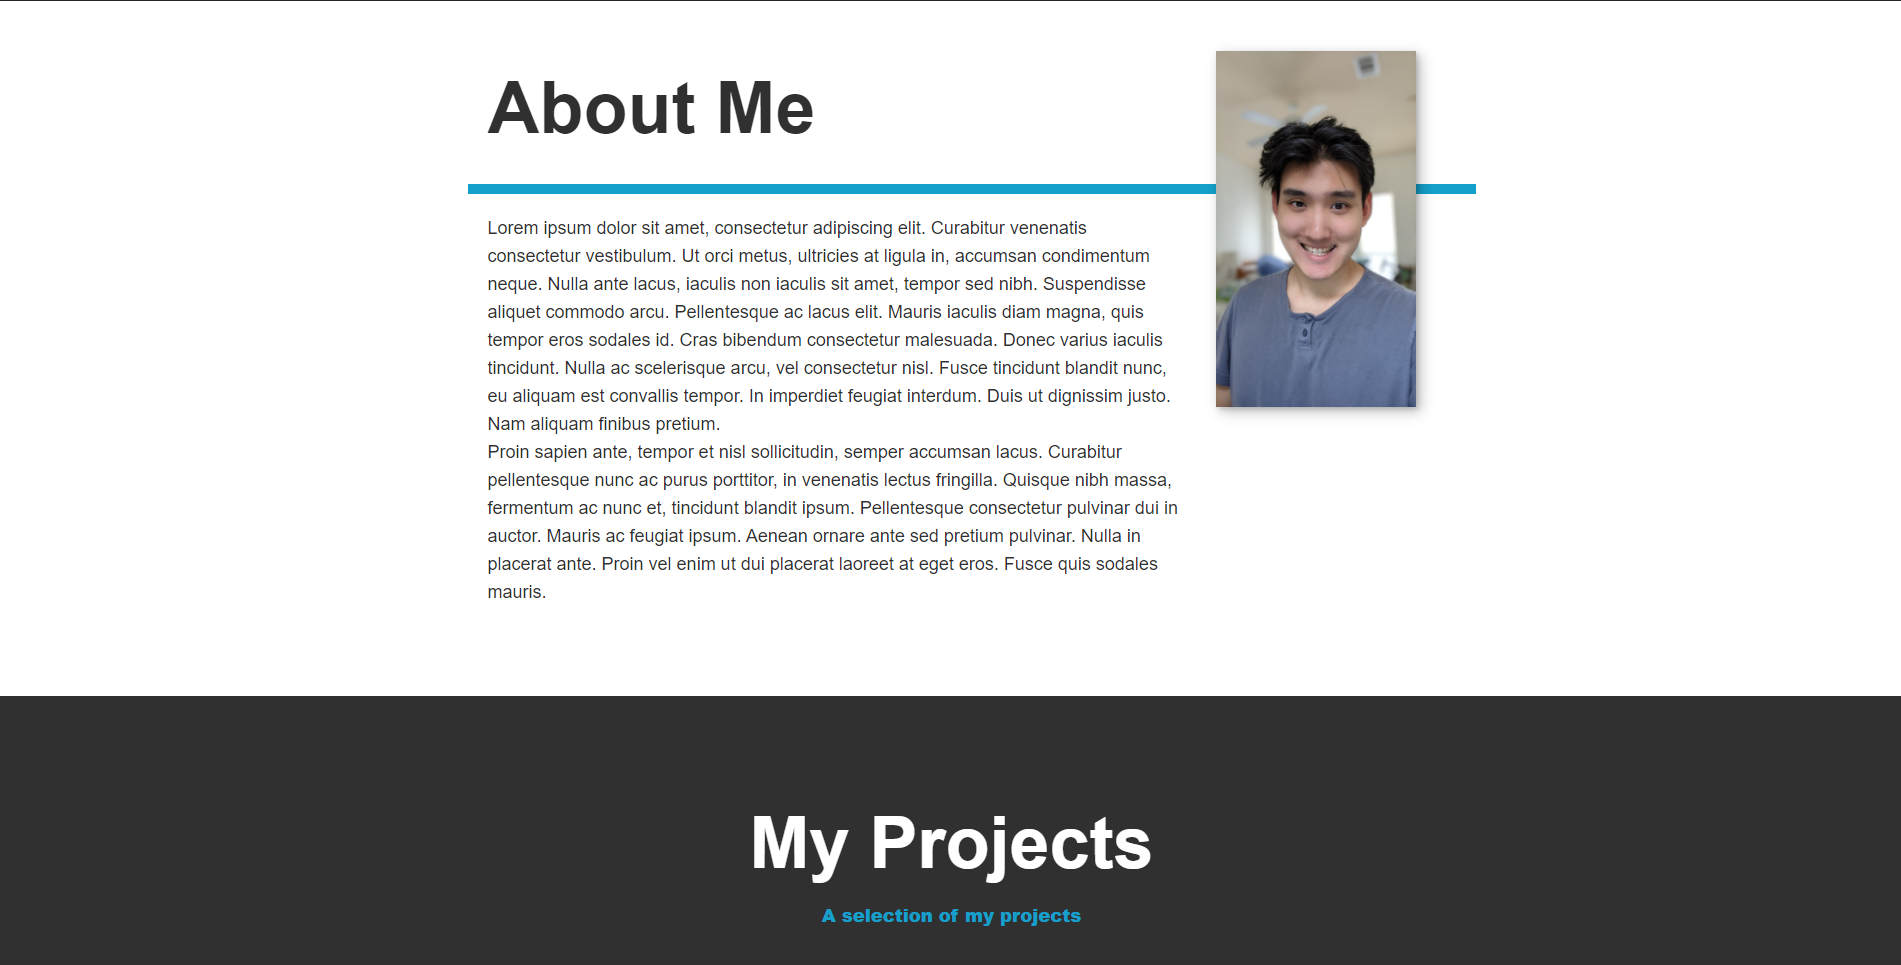 About Me
Lorem ipsum dolor sit amet, consectetur adipiscing elit. Curabitur venenatis
consectetur vestibulum. Ut orci metus, ultricies at ligula in, accumsan condimentum
neque. Nulla ante lacus, iaculis non iaculis sit amet, tempor sed nibh. Suspendisse
aliquet commodo arcu. Pellentesque ac lacus elit. Mauris iaculis diam magna, quis
tempor eros sodales id. Cras bibendum consectetur malesuada. Donec varius iaculis
tincidunt. Nulla ac scelerisque arcu, vel consectetur nisl. Fusce tincidunt blandit nunc,
eu aliquam est convallis tempor. In imperdiet feugiat interdum. Duis ut dignissim justo.
Nam aliquam finibus pretium.
Proin sapien ante, tempor et nisl sollicitudin, semper accumsan lacus. Curabitur
pellentesque nunc ac purus porttitor, in venenatis lectus fringilla. Quisque nibh massa,
fermentum ac nunc et, tincidunt blandit ipsum. Pellentesque consectetur pulvinar dui in
auctor. Mauris ac feugiat ipsum. Aenean ornare ante sed pretium pulvinar. Nulla in
placerat ante. Proin vel enim ut dui placerat laoreet at eget eros. Fusce quis sodales
mauris.
My Projects
A selection of my projects